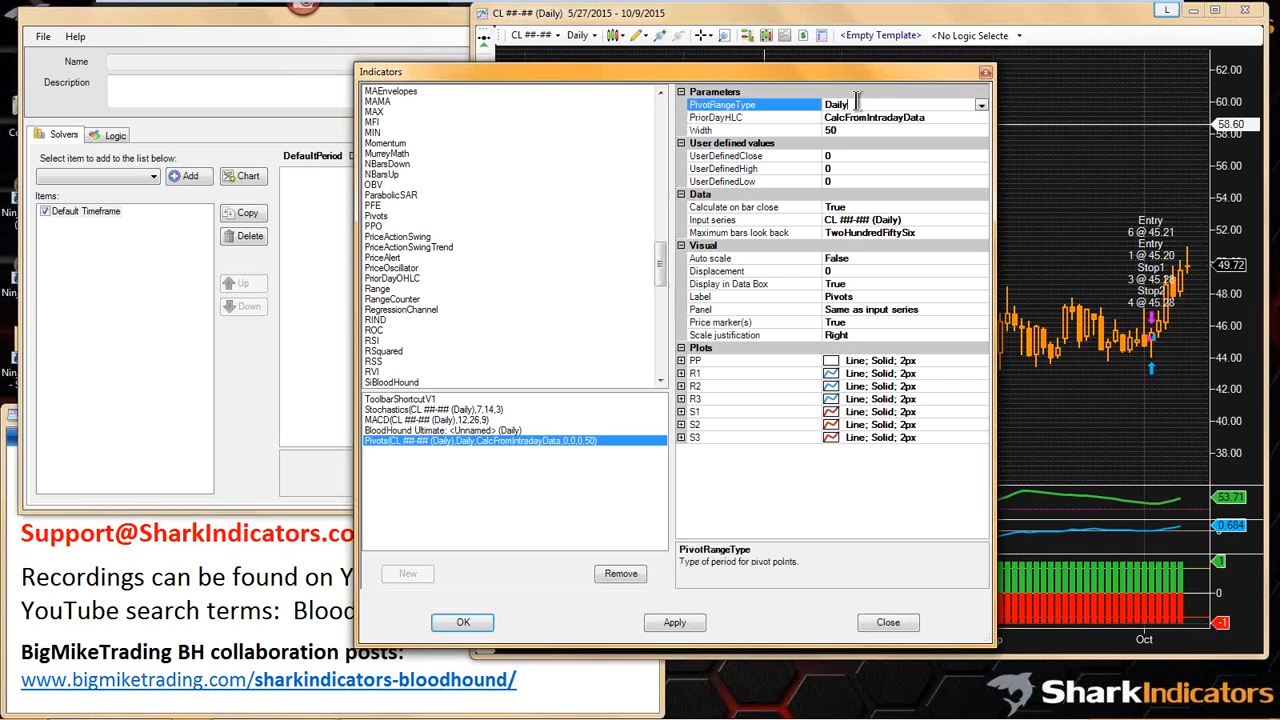 File Help
Name
Description
Solvers Logic
Select item to add to the list below:
Add Chart
Items:
Default Timeframe
Copy
Delete
Up
Down
DefaultPeriod
Support@SharkIndicators.co
Recordings can be found on Y
YouTube search terms: Blood
BigMikeTrading BH collaboration posts:
www.bigmiketrading.com/sharkindicators-bloodhound/
CL ##-## (Daily) 5/27/2015 - 10/9/2015
L
CL ##-## Daily <Empty Template> <No Logic Selecte
Indicators
MAEnvelopes
MAMA
MAX
MFI
MIN
Momentum
MurreyMath
NBarsDown
NBarsUp
OBV
ParabolicSAR
PFE
Pivots
PPO
PriceActionSwing
PriceActionSwingTrend
PriceAlert
PriceOscillator
PriorDayOHLC
Range
RangeCounter
RegressionChannel
RIND
ROC
RSI
RSquared
RSS
RVI
SiBloodHound
ToolbarShortcutV1
Stochastics(CL ##-## (Daily),7,14,3)
MACD(CL ##-## (Daily),12,26,9)
BloodHound Ultimate: <Unnamed> (Daily)
Pivots(CL ##-## (Daily),Daily,CalcFromIntradayData,0,0,0,50)
New
Remove
Parameters
PivotRangeType Daily
PriorDayHLC CalcFromIntradayData
Width 50
User defined values
UserDefinedClose 0
UserDefinedHigh 0
UserDefinedLow 0
Data
Calculate on bar close True
Input series CL ##-## (Daily)
Maximum bars look back TwoHundredFiftySix
Visual
Auto scale False
Displacement 0
Display in Data Box True
Label Pivots
Panel Same as input series
Price marker(s) True
Scale justification Right
Plots
PP Line; Solid; 2px
R1 Line; Solid; 2px
R2 Line; Solid; 2px
R3 Line; Solid; 2px
S1 Line; Solid; 2px
S2 Line; Solid; 2px
S3 Line; Solid; 2px
PivotRangeType
Type of period for pivot points.
OK
Apply
Close
62.00
60.00
58.60
58.00
56.00
54.00
52.00
49.72
48.00
46.00
44.00
42.00
40.00
38.00
Entry
6 @ 45.21
Entry
1 @ 45.20
Stop1
3 @ 45.28
Stop2
4 @ 45.28
53.71
0.684
1
0
-1
Oct
SharkIndicators